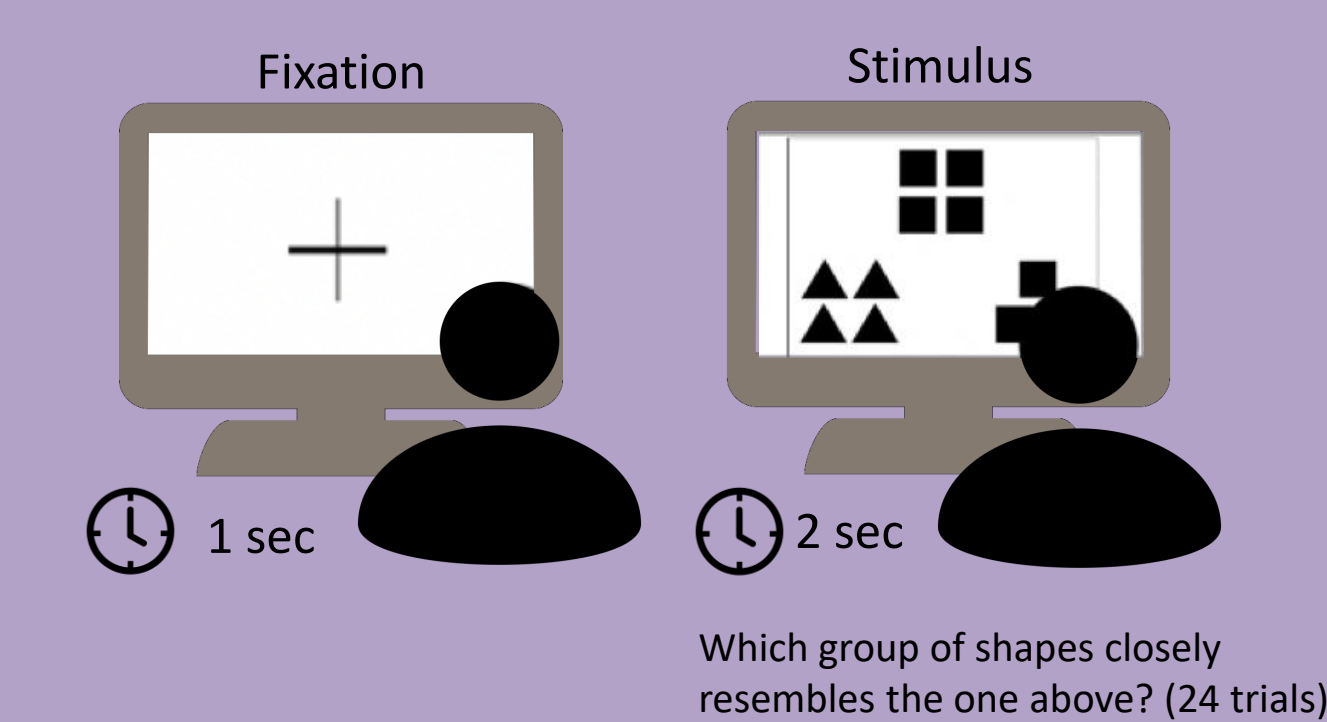 Fixation
Stimulus
1 sec
2 sec
Which group of shapes closely
resembles the one above? (24 trials)